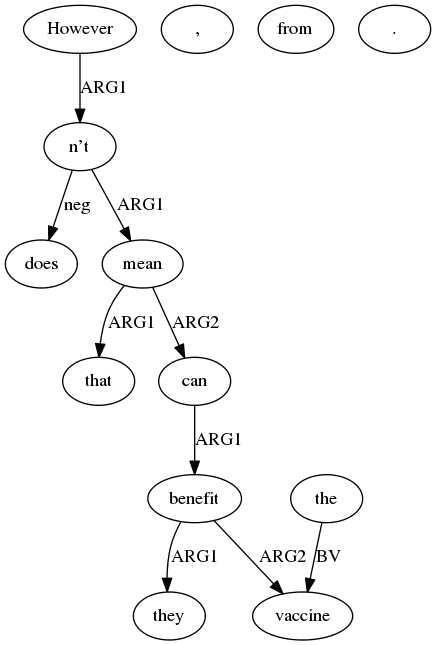 However , from .
ARG1
n't
neg ARG1
does mean
ARG1 ARG2
that can
ARG1
benefit the
ARG1 ARG2 BV
they vaccine